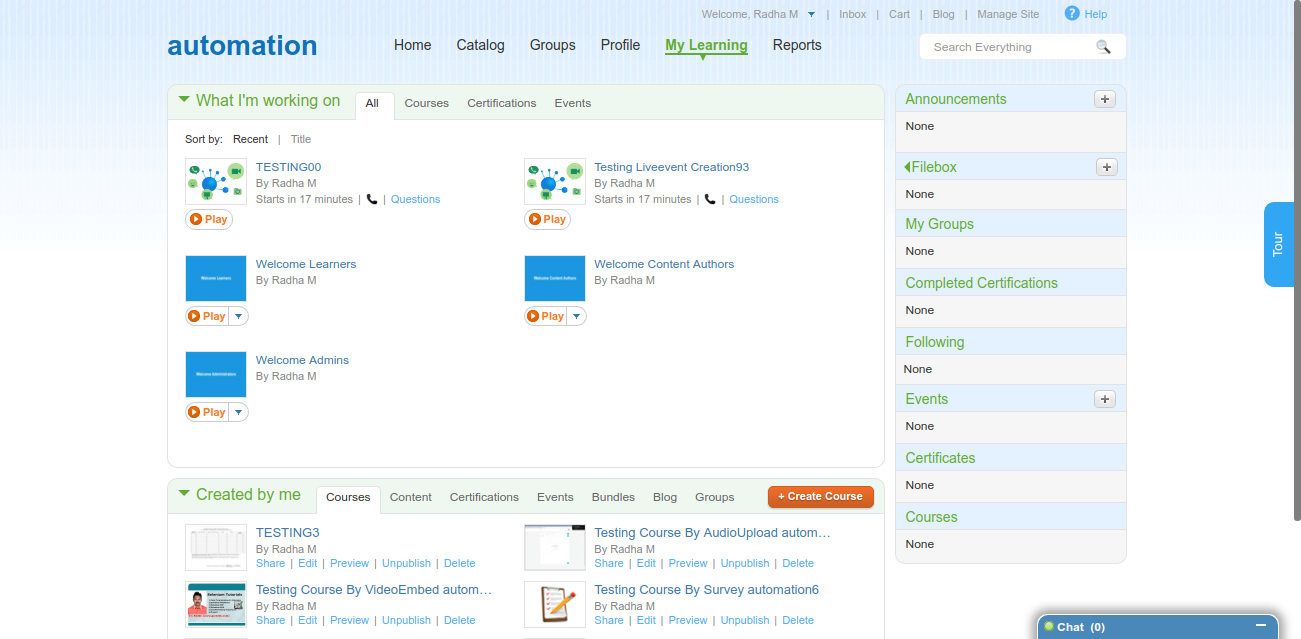 Welcome, Radha M | Inbox | Cart | Blog | Manage Site ? Help
automation
Home Catalog Groups Profile My Learning Reports
Search Everything
What I'm working on All Courses Certifications Events
Sort by: Recent | Title
TESTING00
By Radha M
Starts in 17 minutes | | Questions
Play
Testing Liveevent Creation93
By Radha M
Starts in 17 minutes | | Questions
Play
Welcome Learners
Welcome Learners
By Radha M
Play
Welcome Content Authors
Welcome Content Authors
By Radha M
Play
Welcome Administrators
Welcome Admins
By Radha M
Play
Created by me Courses Content Certifications Events Bundles Blog Groups + Create Course
TESTING3
By Radha M
Share | Edit | Preview | Unpublish | Delete
Testing Course By AudioUpload autom…
By Radha M
Share | Edit | Preview | Unpublish | Delete
Testing Course By VideoEmbed autom…
By Radha M
Share | Edit | Preview | Unpublish | Delete
Testing Course By Survey automation6
By Radha M
Share | Edit | Preview | Unpublish | Delete
Announcements +
None
Filebox +
None
My Groups
None
Completed Certifications
None
Following
None
Events +
None
Certificates
None
Courses
None
Tour
Chat (0)